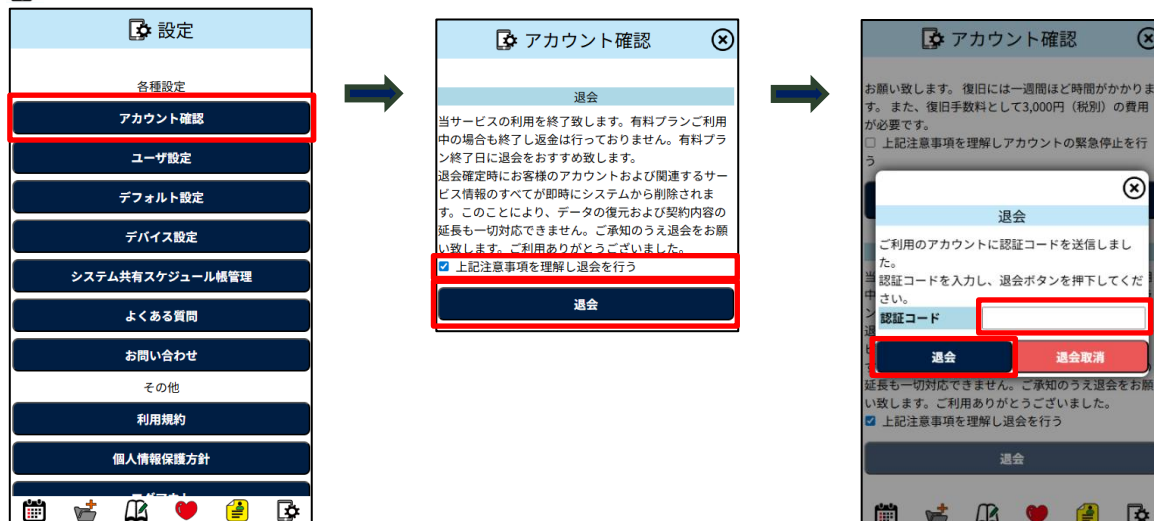 設定
各種設定
アカウント確認
ユーザ設定
デフォルト設定
デバイス設定
システム共有スケジュール帳管理
よくある質問
お問い合わせ
その他
利用規約
個人情報保護方針
アカウント確認
退会
当サービスの利用を終了致します。有料プランご利用
中の場合も終了し返金は行っておりません。有料プラ
ン終了日に退会をおすすめ致します。
退会確定時にお客様のアカウントおよび関連するサー
ビス情報のすべてが即時にシステムから削除されま
す。このことにより、データの復元および契約内容の
延長も一切対応できません。ご承知のうえ退会をお願
い致します。ご利用ありがとうございました。
上記注意事項を理解し退会を行う
退会
アカウント確認
お願い致します。 復旧には一週間ほど時間がかかりま
す。 また、復旧手数料として3,000円（税別）の費用
が必要です。
上記注意事項を理解しアカウントの緊急停止を行
う
退会
ご利用のアカウントに認証コードを送信しまし
た。
認証コードを入力し、退会ボタンを押下してくだ
さい。
認証コード
退会
退会取消
延長も一切対応できません。ご承知のうえ退会をお願
い致します。ご利用ありがとうございました。
上記注意事項を理解し退会を行う
退会